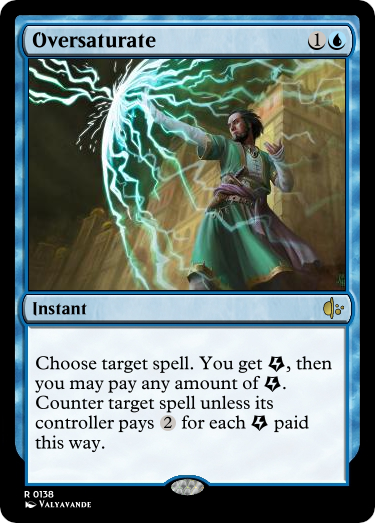 Oversaturate 1
Instant
Choose target spell. You get , then
you may pay any amount of .
Counter target spell unless its
controller pays 2 for each  paid
this way.
R 0138
Valyavande